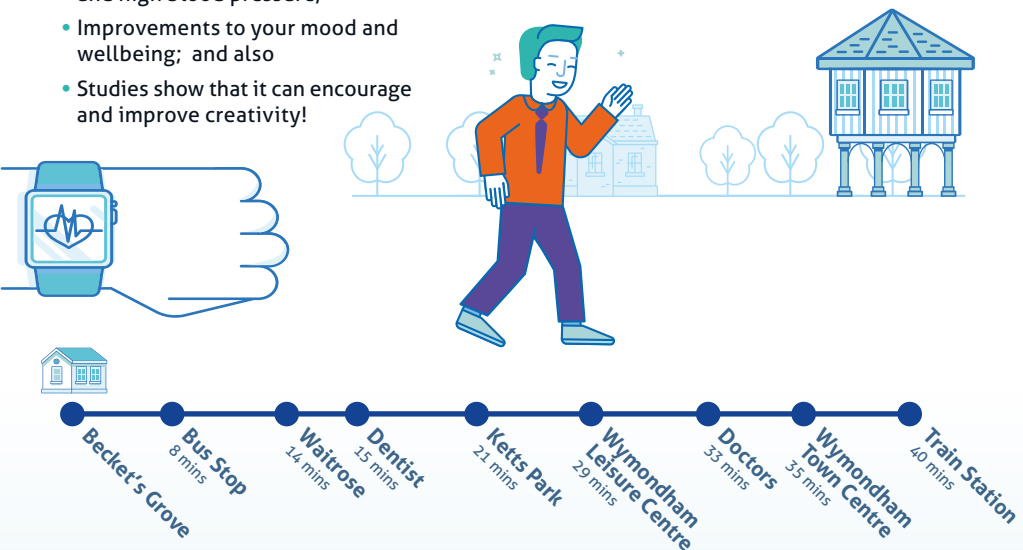 • Improvements to your mood and
wellbeing; and also
• Studies show that it can encourage
and improve creativity!
Becket's Grove
Bus Stop
8 mins
Waitrose
14 mins
Dentist
15 mins
Ketts Park
21 mins
Wymondham
Leisure Centre
29 mins
Doctors
33 mins
Wymondham
Town Centre
35 mins
Train Station
40 mins